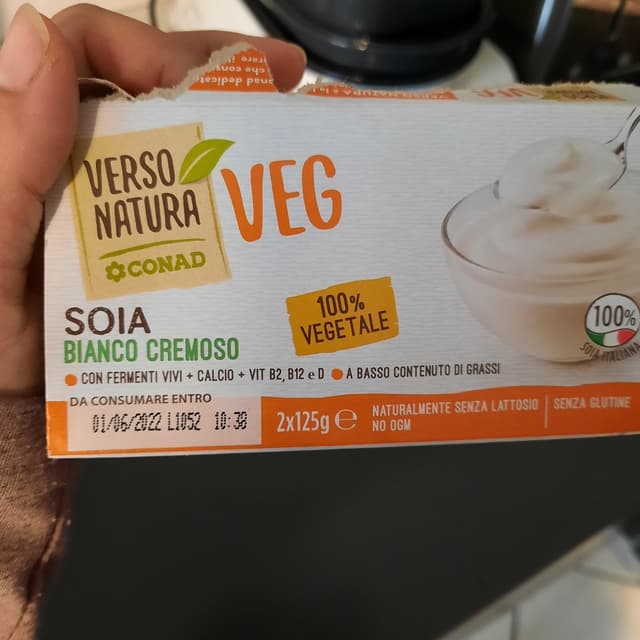 VERSO
NATURA
CONAD
VEG
SOIA
BIANCO CREMOSO
100%
VEGETALE
100%
SOIA ITALIANA
CON FERMENTI VIVI + CALCIO + VIT B2, B12 e D
A BASSO CONTENUTO DI GRASSI
DA CONSUMARE ENTRO
01/06/2022 L1052 10:38
2x125g e
NATURALMENTE SENZA LATTOSIO
NO OGM
SENZA GLUTINE